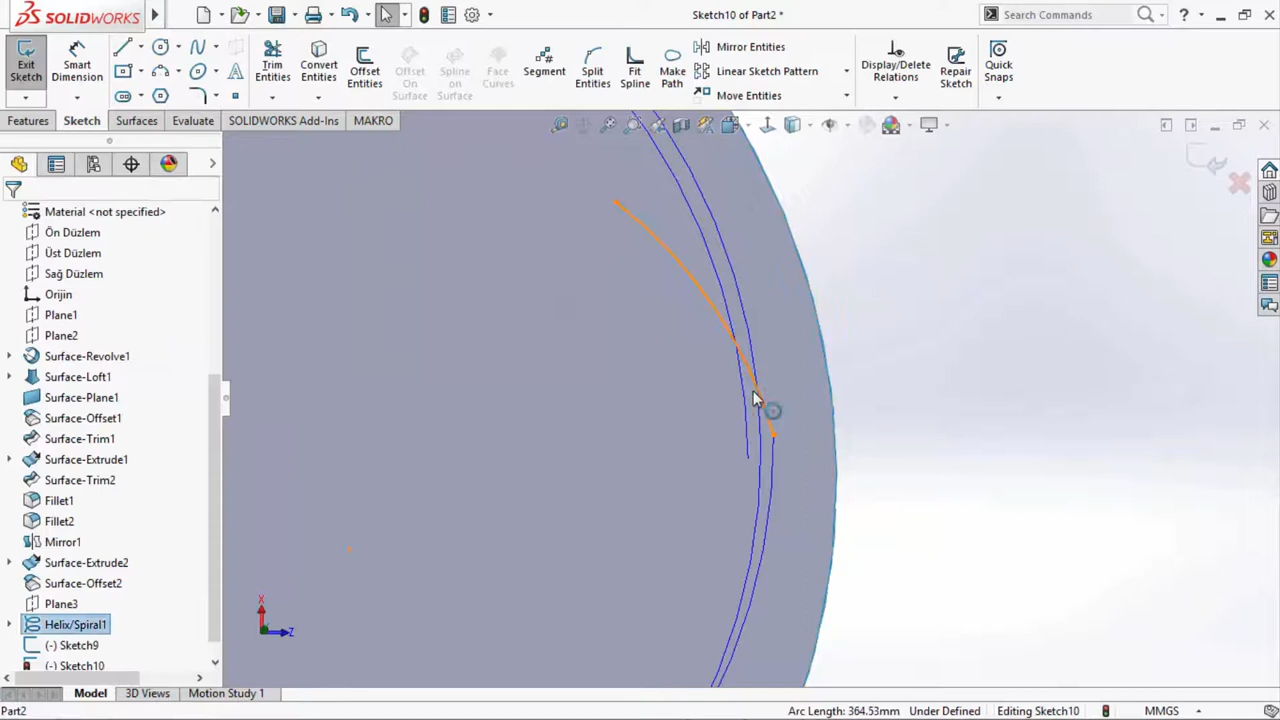 SOLIDWORKS
Sketch10 of Part2 *
Search Commands
?
Exit Sketch
Smart Dimension
Trim Entities
Convert Entities
Offset Entities
Offset On Surface
Spline on Surface
Face Curves
Segment
Split Entities
Fit Spline
Make Path
Mirror Entities
Linear Sketch Pattern
Move Entities
Display/Delete Relations
Repair Sketch
Quick Snaps
Features
Sketch
Surfaces
Evaluate
SOLIDWORKS Add-Ins
MAKRO
Material <not specified>
Ön Düzlem
Üst Düzlem
Sağ Düzlem
Orijin
Plane1
Plane2
Surface-Revolve1
Surface-Loft1
Surface-Plane1
Surface-Offset1
Surface-Trim1
Surface-Extrude1
Surface-Trim2
Fillet1
Fillet2
Mirror1
Surface-Extrude2
Surface-Offset2
Plane3
Helix/Spiral1
(-) Sketch9
(-) Sketch10
X
Z
Model
3D Views
Motion Study 1
Part2
Arc Length: 364.53mm
Under Defined
Editing Sketch10
MMGS